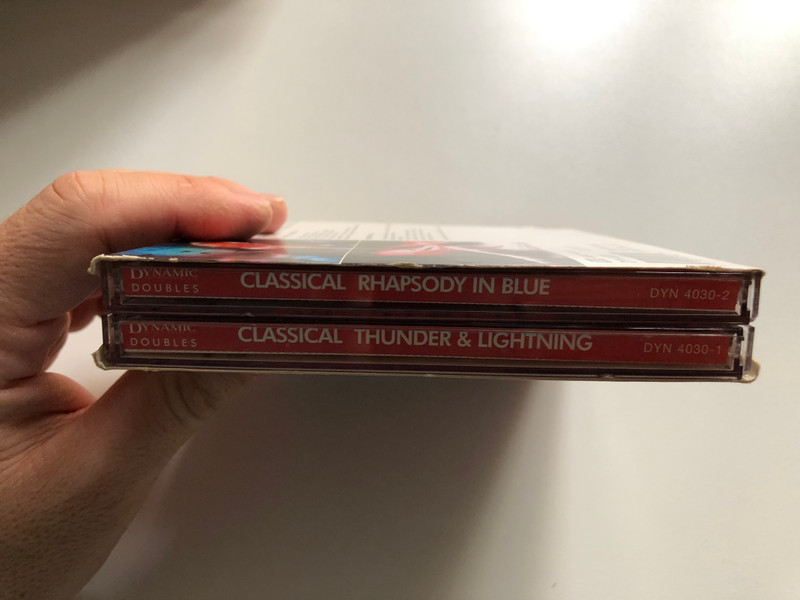 DYNAMIC
DOUBLES
CLASSICAL RHAPSODY IN BLUE
DYN 4030-2
DYNAMIC
DOUBLES
CLASSICAL THUNDER & LIGHTNING
DYN 4030-1